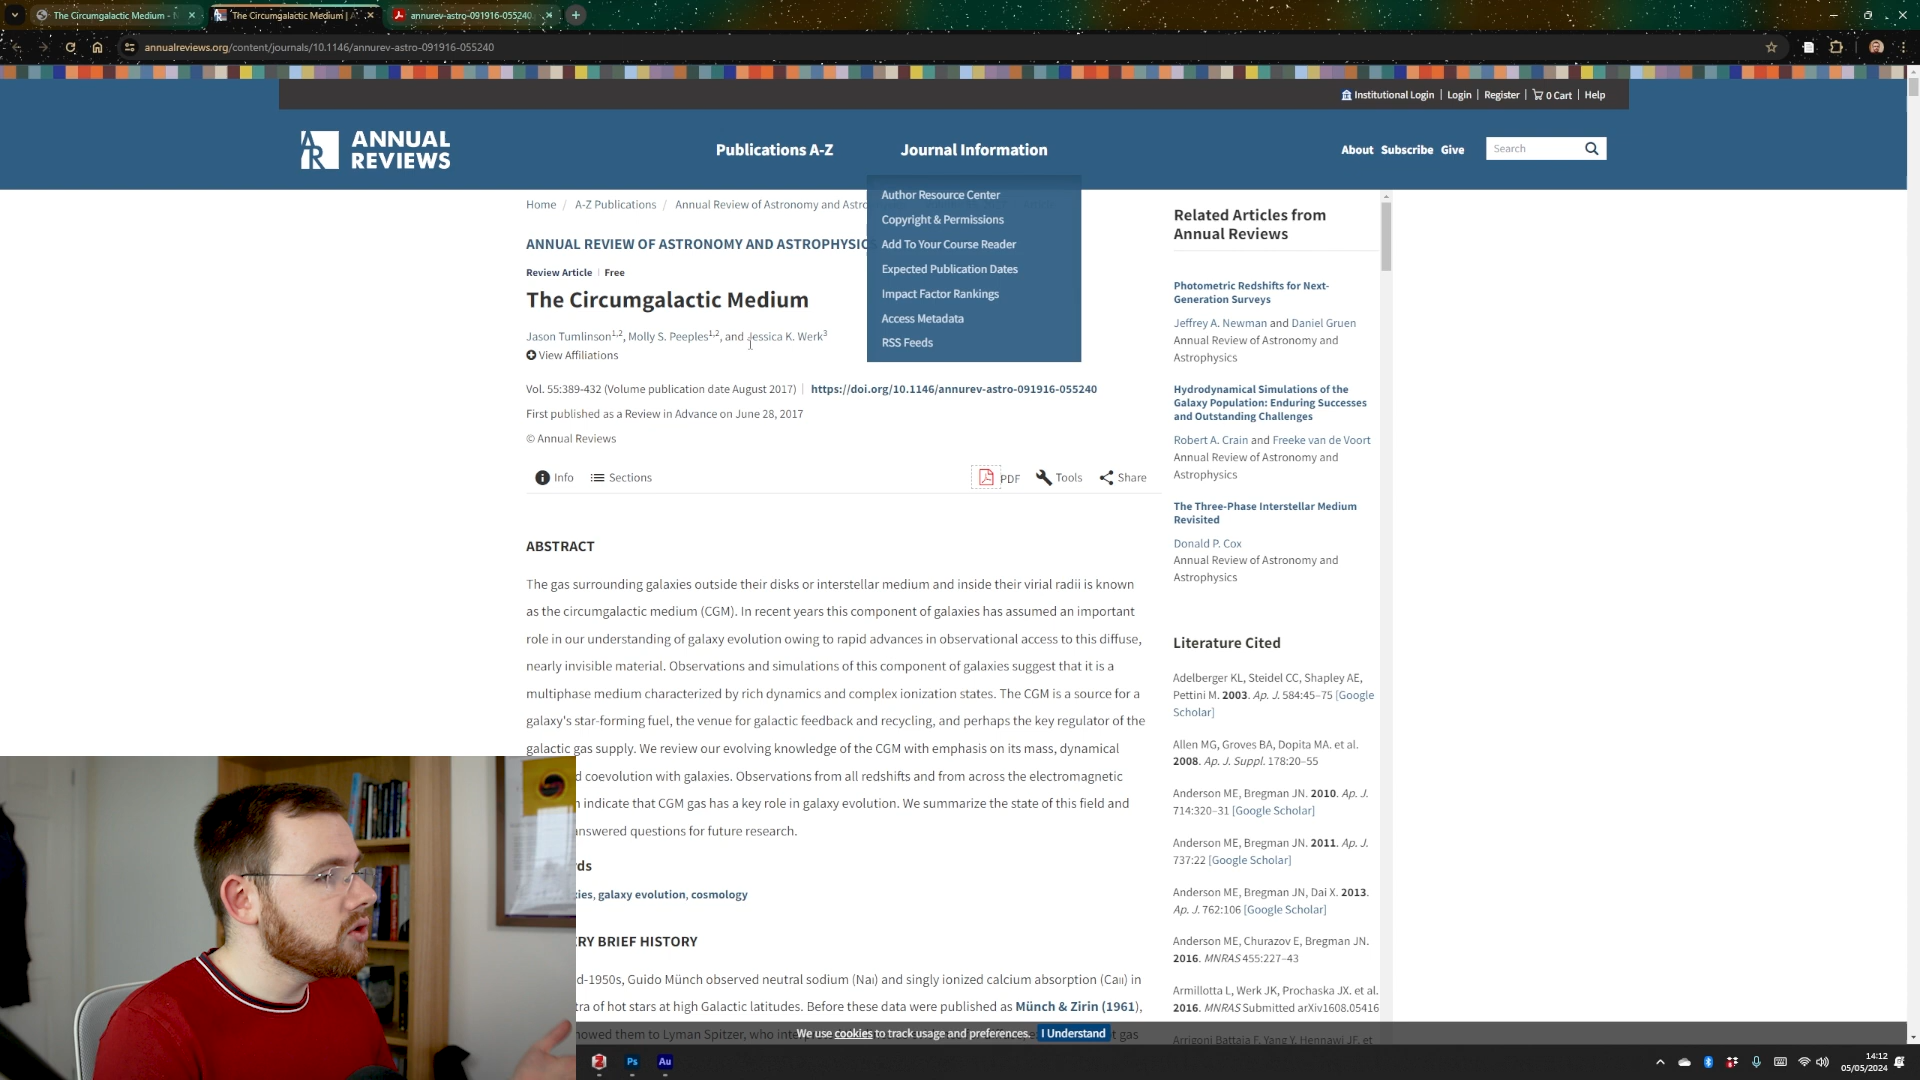 The Circumgalactic Medium -
The Circumgalactic Medium |
annurev-astro-091916-055240
annualreviews.org/content/journals/10.1146/annurev-astro-091916-055240
Institutional Login | Login | Register | 0 Cart | Help
AR ANNUAL REVIEWS
Publications A-Z
Journal Information
About Subscribe Give
Search
Author Resource Center
Copyright & Permissions
Add To Your Course Reader
Expected Publication Dates
Impact Factor Rankings
Access Metadata
RSS Feeds
Home / A-Z Publications / Annual Review of Astronomy and Astro
ANNUAL REVIEW OF ASTRONOMY AND ASTROPHYSICS
Review Article | Free
The Circumgalactic Medium
Jason Tumlinson1,2, Molly S. Peeples1,2, and Jessica K. Werk3
View Affiliations
Vol. 55:389-432 (Volume publication date August 2017) | https://doi.org/10.1146/annurev-astro-091916-055240
First published as a Review in Advance on June 28, 2017
© Annual Reviews
Info Sections PDF Tools Share
ABSTRACT
The gas surrounding galaxies outside their disks or interstellar medium and inside their virial radii is known
as the circumgalactic medium (CGM). In recent years this component of galaxies has assumed an important
role in our understanding of galaxy evolution owing to rapid advances in observational access to this diffuse,
nearly invisible material. Observations and simulations of this component of galaxies suggest that it is a
multiphase medium characterized by rich dynamics and complex ionization states. The CGM is a source for a
galaxy's star-forming fuel, the venue for galactic feedback and recycling, and perhaps the key regulator of the
galactic gas supply. We review our evolving knowledge of the CGM with emphasis on its mass, dynamical
d coevolution with galaxies. Observations from all redshifts and from across the electromagnetic
n indicate that CGM gas has a key role in galaxy evolution. We summarize the state of this field and
answered questions for future research.
ds
ies, galaxy evolution, cosmology
RY BRIEF HISTORY
d-1950s, Guido Münch observed neutral sodium (NaI) and singly ionized calcium absorption (CaII) in
tra of hot stars at high Galactic latitudes. Before these data were published as Münch & Zirin (1961),
howed them to Lyman Spitzer, who inte
t gas
Related Articles from
Annual Reviews
Photometric Redshifts for Next-
Generation Surveys
Jeffrey A. Newman and Daniel Gruen
Annual Review of Astronomy and
Astrophysics
Hydrodynamical Simulations of the
Galaxy Population: Enduring Successes
and Outstanding Challenges
Robert A. Crain and Freeke van de Voort
Annual Review of Astronomy and
Astrophysics
The Three-Phase Interstellar Medium
Revisited
Donald P. Cox
Annual Review of Astronomy and
Astrophysics
Literature Cited
Adelberger KL, Steidel CC, Shapley AE,
Pettini M. 2003. Ap. J. 584:45–75 [Google
Scholar]
Allen MG, Groves BA, Dopita MA. et al.
2008. Ap. J. Suppl. 178:20–55
Anderson ME, Bregman JN. 2010. Ap. J.
714:320–31 [Google Scholar]
Anderson ME, Bregman JN. 2011. Ap. J.
737:22 [Google Scholar]
Anderson ME, Bregman JN, Dai X. 2013.
Ap. J. 762:106 [Google Scholar]
Anderson ME, Churazov E, Bregman JN.
2016. MNRAS 455:227–43
Armillotta L, Werk JK, Prochaska JX. et al.
2016. MNRAS Submitted arXiv1608.05416
Arrigoni Battaia F, Yang Y, Hennawi JF, et
We use cookies to track usage and preferences. I Understand
Ps
Au
14:12
05/05/2024